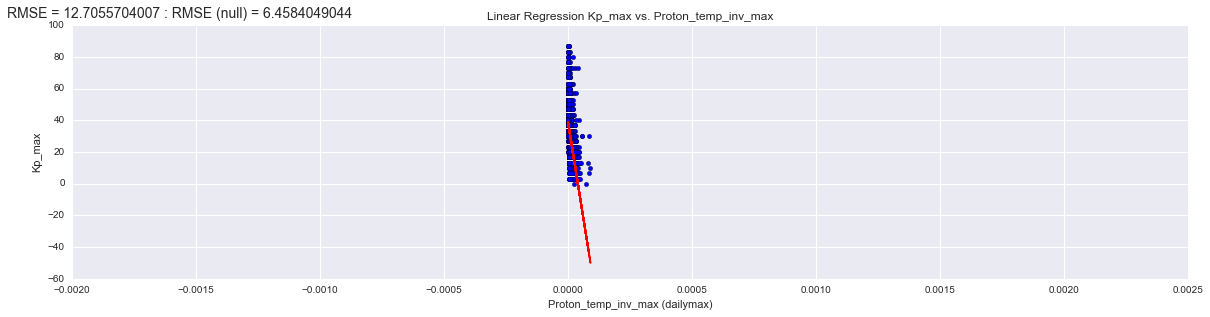 RMSE = 12.7055704007 : RMSE (null) = 6.4584049044
Linear Regression Kp_max vs. Proton_temp_inv_max
100
80
60
40
20
0
−20
−40
−60
Kp_max
−0.0020 −0.0015 −0.0010 −0.0005 0.0000 0.0005 0.0010 0.0015 0.0020 0.0025
Proton_temp_inv_max (dailymax)